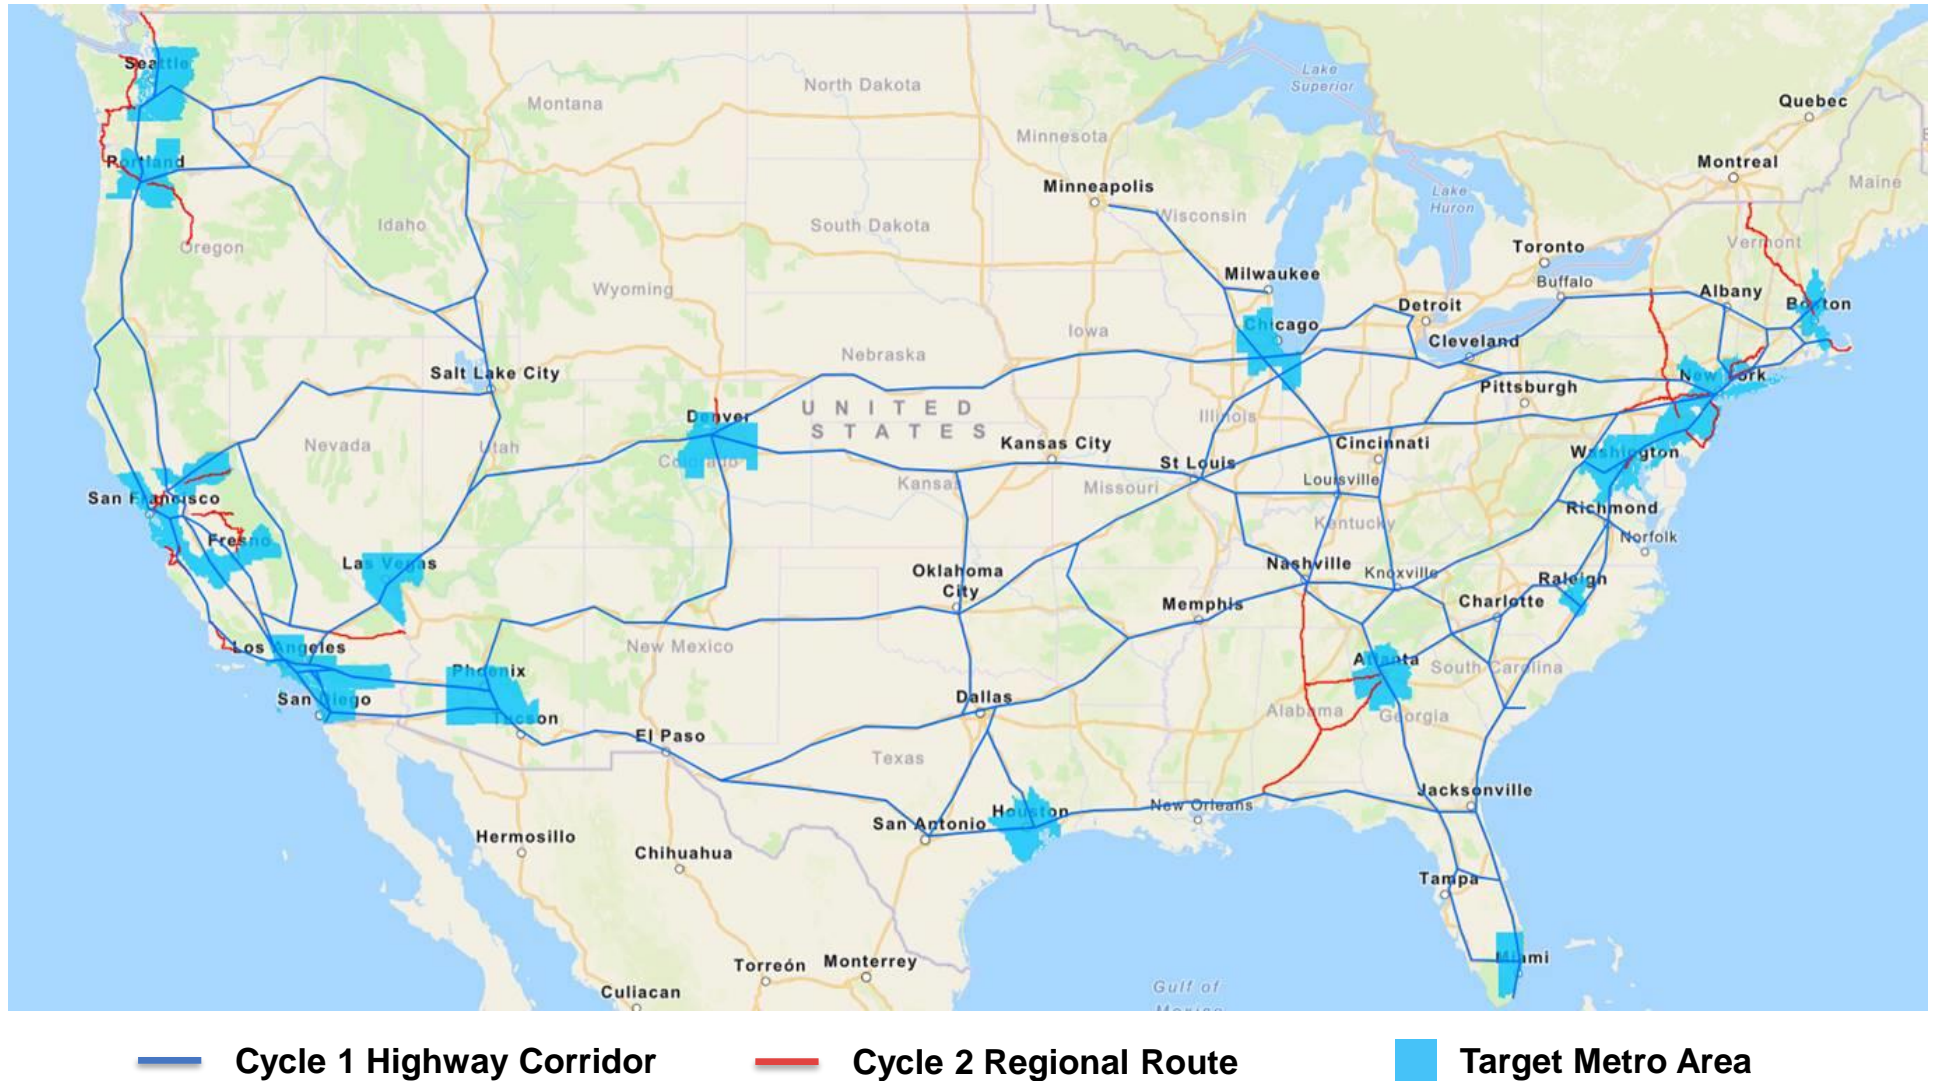 Quebec
Lake
Superior
Seattle
North Dakota
Montana
Minnesota
Montreal
Portland
Minneapolis
Maine
Lake
Huron
Wisconsin
Idaho
South Dakota
Oregon
Vermont
Toronto
Milwaukee
Buffalo
Wyoming
Albany
Boston
Detroit
Chicago
Iowa
Cleveland
Nebraska
Salt Lake City
New York
Pittsburgh
UNITED
STATES
Denver
Illinois
Nevada
Utah
Kansas City
Cincinnati
Washington
Colorado
St Louis
Kansas
Missouri
Louisville
San Francisco
Richmond
Kentucky
Fresno
Norfolk
Las Vegas
Nashville
Knoxville
Oklahoma
City
Raleigh
Memphis
Charlotte
Los Angeles
New Mexico
Atlanta
South Carolina
Phoenix
San Diego
Dallas
Alabama
Georgia
Tucson
El Paso
Texas
Jacksonville
New Orleans
Houston
San Antonio
Hermosillo
Chihuahua
Tampa
Miami
Torreón
Monterrey
Culiacan
Gulf of
Mexico
Cycle 1 Highway Corridor
Cycle 2 Regional Route
Target Metro Area